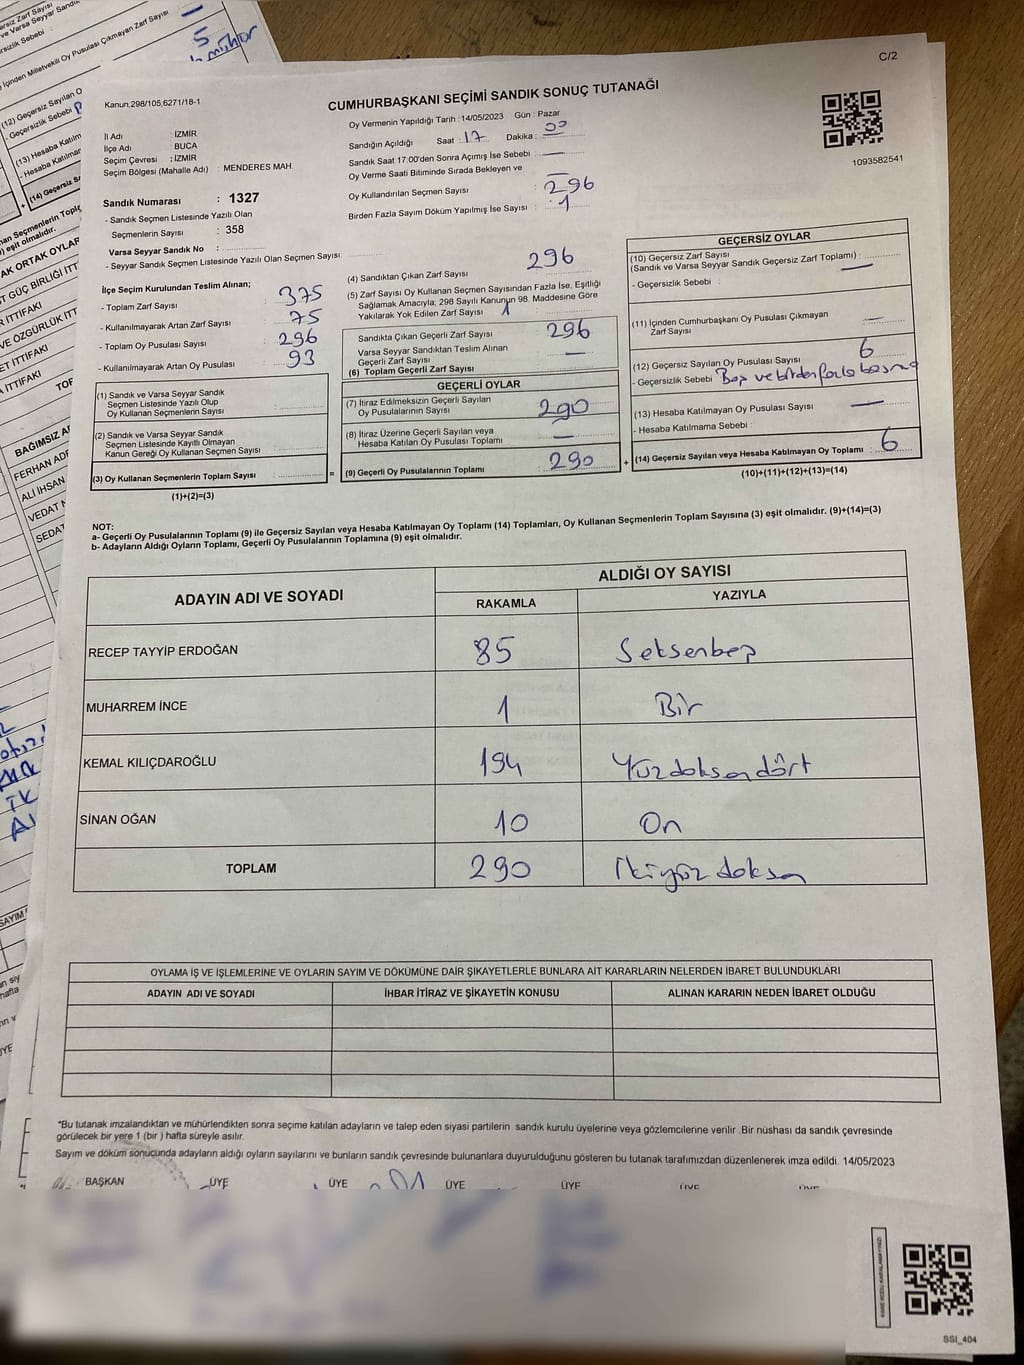 C/2
Kanun;298/105,6271/18-1
CUMHURBAŞKANI SEÇİMİ SANDIK SONUÇ TUTANAĞI
İl Adı : İZMİR
İlçe Adı : BUCA
Seçim Çevresi : İZMİR
Seçim Bölgesi (Mahalle Adı) : MENDERES MAH.
Sandık Numarası : 1327
- Sandık Seçmen Listesinde Yazılı Olan
Seçmenlerin Sayısı : 358
Varsa Seyyar Sandık No :
- Seyyar Sandık Seçmen Listesinde Yazılı Olan Seçmen Sayısı:
Oy Vermenin Yapıldığı Tarih : 14/05/2023 Gün : Pazar
Sandığın Açıldığı Saat : 17 Dakika : 00
Sandık Saat 17:00'den Sonra Açımış İse Sebebi :
Oy Verme Saati Bitiminde Sırada Bekleyen ve
Oy Kullandırılan Seçmen Sayısı : 296
Birden Fazla Sayım Döküm Yapılmış İse Sayısı : 1
1093582541
İlçe Seçim Kurulundan Teslim Alınan;
- Toplam Zarf Sayısı : 375
- Kullanılmayarak Artan Zarf Sayısı : 75
- Toplam Oy Pusulası Sayısı : 296
- Kullanılmayarak Artan Oy Pusulası : 93
(1) Sandık ve Varsa Seyyar Sandık
Seçmen Listesinde Yazılı Olup
Oy Kullanan Seçmenlerin Sayısı :
(2) Sandık ve Varsa Seyyar Sandık
Seçmen Listesinde Kayıtlı Olmayan
Kanun Gereği Oy Kullanan Seçmen Sayısı :
(3) Oy Kullanan Seçmenlerin Toplam Sayısı : =
(1)+(2)=(3)
(4) Sandıktan Çıkan Zarf Sayısı : 296
(5) Zarf Sayısı Oy Kullanan Seçmen Sayısından Fazla İse, Eşitliği
Sağlamak Amacıyla; 298 Sayılı Kanunun 98. Maddesine Göre
Yakılarak Yok Edilen Zarf Sayısı : 1
Sandıkta Çıkan Geçerli Zarf Sayısı : 296
Varsa Seyyar Sandıktan Teslim Alınan
Geçerli Zarf Sayısı :
(6) Toplam Geçerli Zarf Sayısı
GEÇERLİ OYLAR
(7) İtiraz Edilmeksizin Geçerli Sayılan
Oy Pusulalarının Sayısı : 290
(8) İtiraz Üzerine Geçerli Sayılan veya
Hesaba Katılan Oy Pusulası Toplamı :
(9) Geçerli Oy Pusulalarının Toplamı : 290 +
GEÇERSİZ OYLAR
(10) Geçersiz Zarf Sayısı
(Sandık ve Varsa Seyyar Sandık Geçersiz Zarf Toplamı) :
- Geçersizlik Sebebi :
(11) İçinden Cumhurbaşkanı Oy Pusulası Çıkmayan
Zarf Sayısı :
(12) Geçersiz Sayılan Oy Pusulası Sayısı : 6
- Geçersizlik Sebebi : Boş ve birden fazla basma
(13) Hesaba Katılmayan Oy Pusulası Sayısı :
- Hesaba Katılmama Sebebi :
(14) Geçersiz Sayılan veya Hesaba Katılmayan Oy Toplamı : 6
(10)+(11)+(12)+(13)=(14)
NOT:
a- Geçerli Oy Pusulalarının Toplamı (9) ile Geçersiz Sayılan veya Hesaba Katılmayan Oy Toplamı (14) Toplamları, Oy Kullanan Seçmenlerin Toplam Sayısına (3) eşit olmalıdır. (9)+(14)=(3)
b- Adayların Aldığı Oyların Toplamı, Geçerli Oy Pusulalarının Toplamına (9) eşit olmalıdır.
ADAYIN ADI VE SOYADI
ALDIĞI OY SAYISI
RAKAMLA YAZIYLA
RECEP TAYYİP ERDOĞAN 85 Seksenbeş
MUHARREM İNCE 1 Bir
KEMAL KILIÇDAROĞLU 194 Yüzdoksandört
SİNAN OĞAN 10 On
TOPLAM 290 İkiyüz doksan
OYLAMA İŞ VE İŞLEMLERİNE VE OYLARIN SAYIM VE DÖKÜMÜNE DAİR ŞİKAYETLERLE BUNLARA AİT KARARLARIN NELERDEN İBARET BULUNDUKLARI
ADAYIN ADI VE SOYADI İHBAR İTİRAZ VE ŞİKAYETİN KONUSU ALINAN KARARIN NEDEN İBARET OLDUĞU
*Bu tutanak imzalandıktan ve mühürlendikten sonra seçime katılan adayların ve talep eden siyasi partilerin sandık kurulu üyelerine veya gözlemcilerine verilir .Bir nüshası da sandık çevresinde
görülecek bir yere 1 (bir ) hafta süreyle asılır.
Sayım ve döküm sonucunda adayların aldığı oyların sayılarını ve bunların sandık çevresinde bulunanlara duyurulduğunu gösteren bu tutanak tarafımızdan düzenlenerek imza edildi. 14/05/2023
BAŞKAN ÜYE ÜYE ÜYE ÜYE ÜYE ÜYE
SSI_404